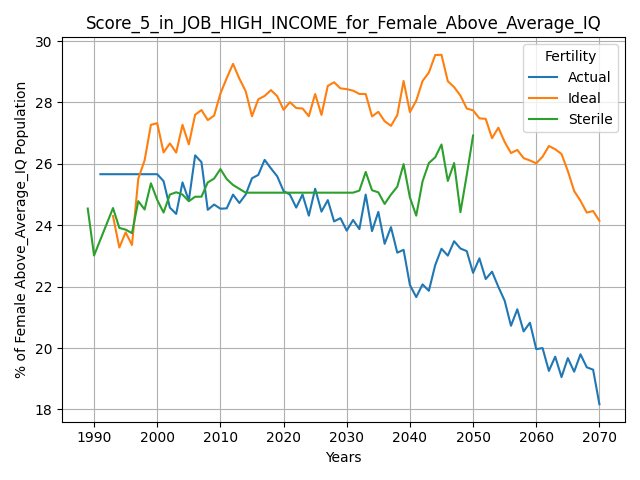 Score_5_in_JOB_HIGH_INCOME_for_Female_Above_Average_IQ
% of Female Above_Average_IQ Population
30
28
26
24
22
20
18
Fertility
Actual
Ideal
Sterile
1990 2000 2010 2020 2030 2040 2050 2060 2070
Years